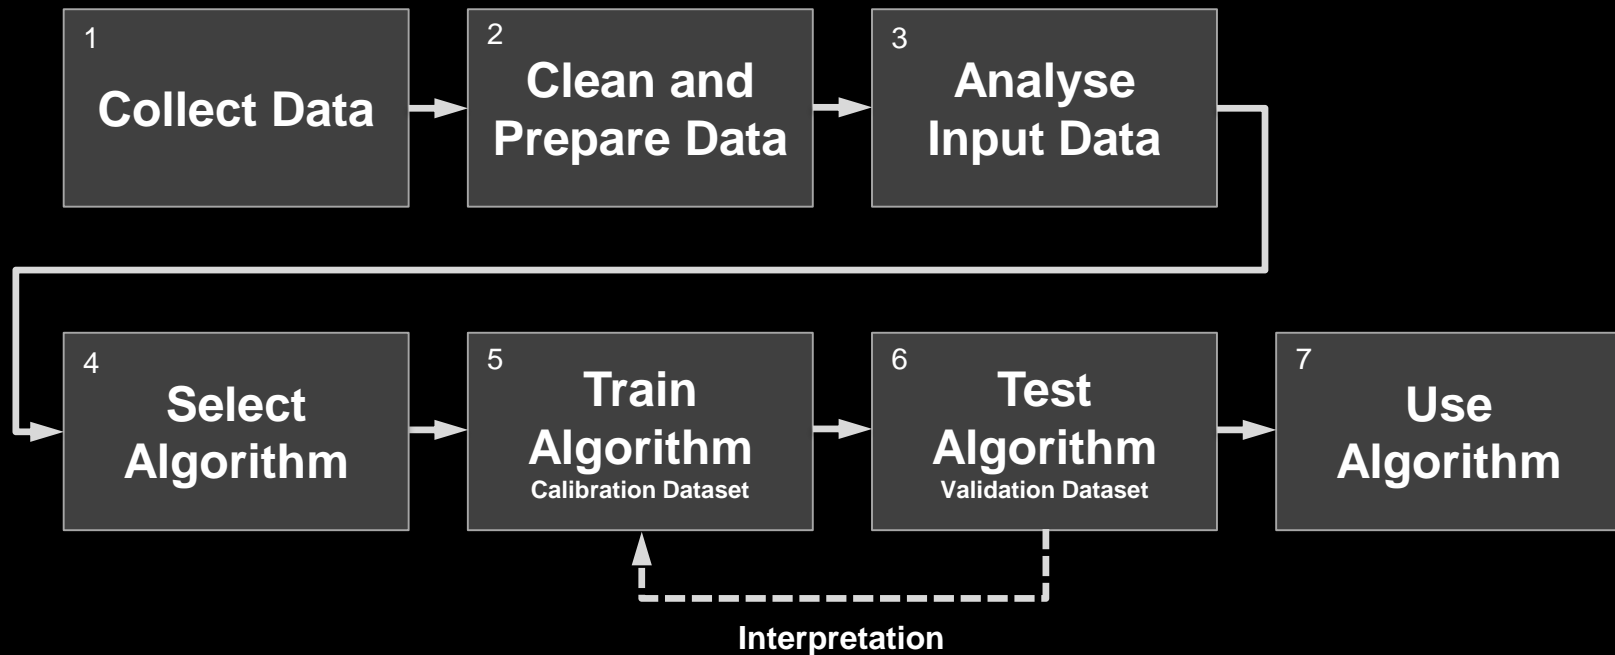 1
Collect Data
2
Clean and
Prepare Data
3
Analyse
Input Data
4
Select
Algorithm
5
Train
Algorithm
Calibration Dataset
6
Test
Algorithm
Validation Dataset
7
Use
Algorithm
Interpretation